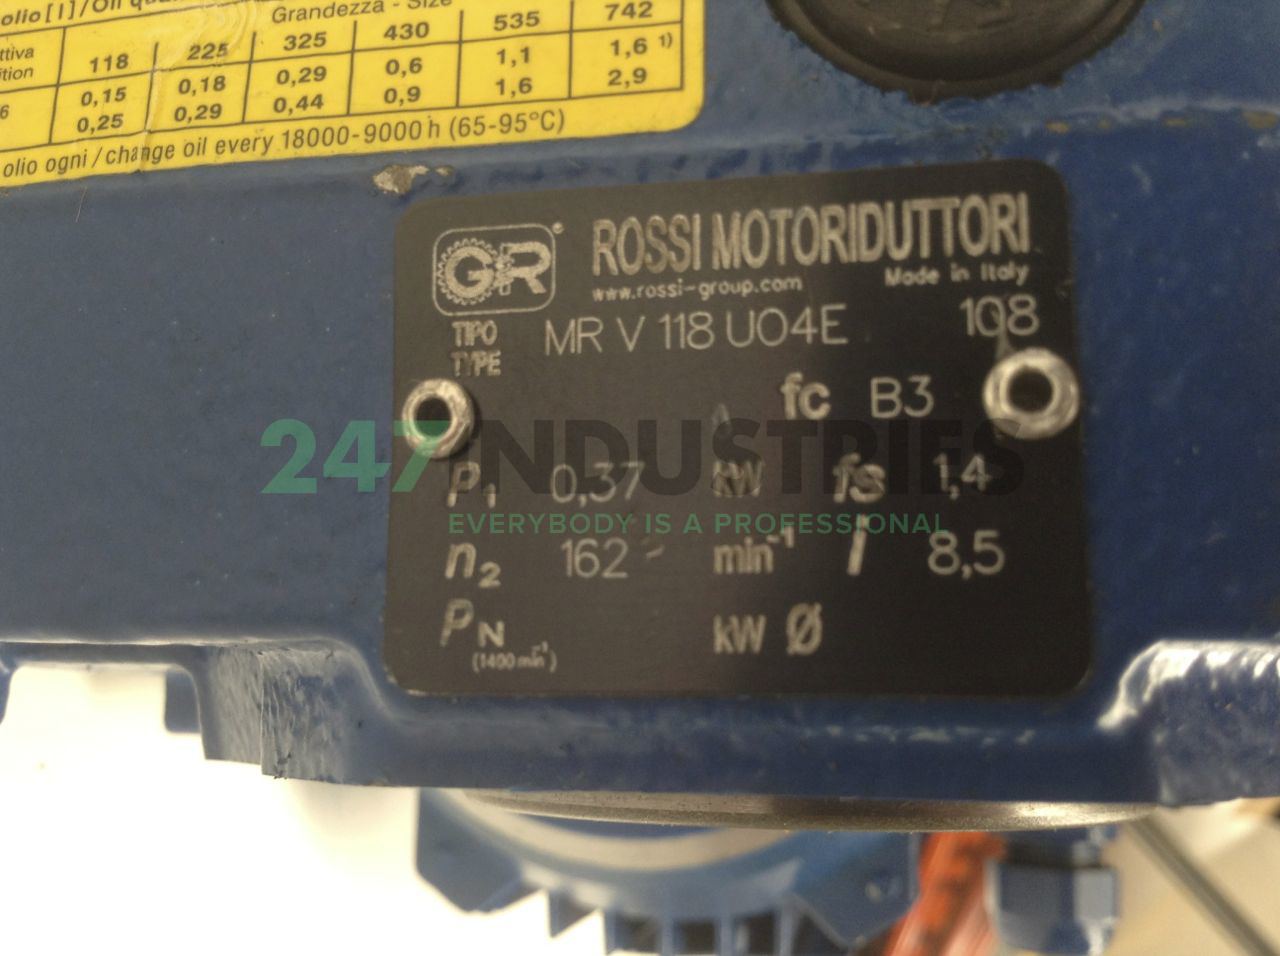 olio [l]/Oil
Grandezza - Size
118 225 325 430 535 742
0,15 0,18 0,29 0,6 1,1 1,6 1)
0,25 0,29 0,44 0,9 1,6 2,9
olio ogni / change oil every 18000-9000 h (65-95°C)
GR ROSSI MOTORIDUTTORI
www.rossi-group.com Made in Italy
TIPO MR V 118 UO4E 108
TYPE
fc B3
247INDUSTRIES
P1 0,37 kW fs 1,4
EVERYBODY IS A PROFESSIONAL
n2 162 min-1 i 8,5
PN kW Ø
(1400 min-1)